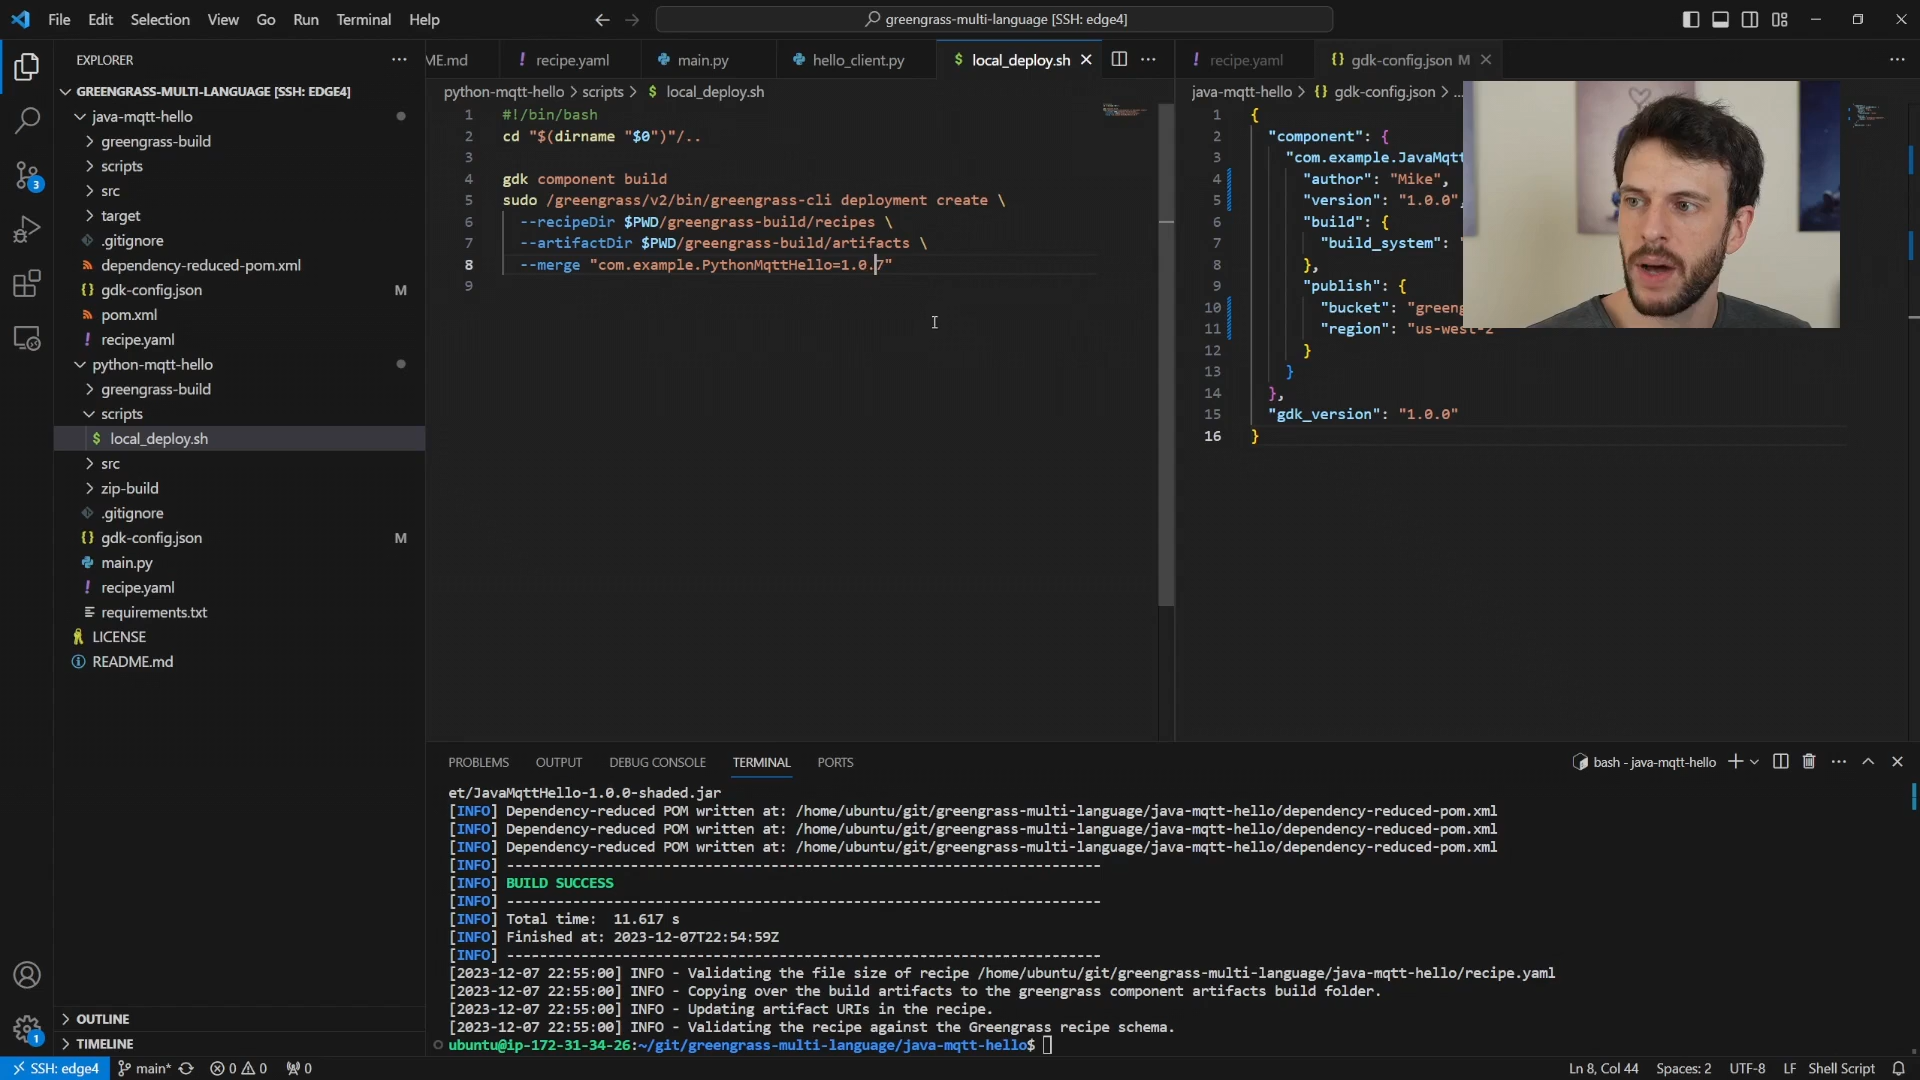 File Edit Selection View Go Run Terminal Help
greengrass-multi-language [SSH: edge4]
EXPLORER
GREENGRASS-MULTI-LANGUAGE [SSH: EDGE4]
java-mqtt-hello
greengrass-build
scripts
src
target
.gitignore
dependency-reduced-pom.xml
gdk-config.json M
pom.xml
recipe.yaml
python-mqtt-hello
greengrass-build
scripts
$ local_deploy.sh
src
zip-build
.gitignore
gdk-config.json M
main.py
recipe.yaml
requirements.txt
LICENSE
README.md
OUTLINE
TIMELINE
3
1
ME.md ! recipe.yaml main.py hello_client.py $ local_deploy.sh
python-mqtt-hello > scripts > $ local_deploy.sh
1 #!/bin/bash
2 cd "$(dirname "$0")"/..
3
4 gdk component build
5 sudo /greengrass/v2/bin/greengrass-cli deployment create \
6 --recipeDir $PWD/greengrass-build/recipes \
7 --artifactDir $PWD/greengrass-build/artifacts \
8 --merge "com.example.PythonMqttHello=1.0.7"
9
! recipe.yaml {} gdk-config.json M
java-mqtt-hello > {} gdk-config.json > ...
1 {
2 "component": {
3 "com.example.JavaMqtt
4 "author": "Mike",
5 "version": "1.0.0",
6 "build": {
7 "build_system": "
8 },
9 "publish": {
10 "bucket": "greeng
11 "region": "us-west-2
12 }
13 }
14 },
15 "gdk_version": "1.0.0"
16 }
PROBLEMS OUTPUT DEBUG CONSOLE TERMINAL PORTS
bash - java-mqtt-hello
et/JavaMqttHello-1.0.0-shaded.jar
[INFO] Dependency-reduced POM written at: /home/ubuntu/git/greengrass-multi-language/java-mqtt-hello/dependency-reduced-pom.xml
[INFO] Dependency-reduced POM written at: /home/ubuntu/git/greengrass-multi-language/java-mqtt-hello/dependency-reduced-pom.xml
[INFO] Dependency-reduced POM written at: /home/ubuntu/git/greengrass-multi-language/java-mqtt-hello/dependency-reduced-pom.xml
[INFO] ------------------------------------------------------------------------
[INFO] BUILD SUCCESS
[INFO] ------------------------------------------------------------------------
[INFO] Total time:  11.617 s
[INFO] Finished at: 2023-12-07T22:54:59Z
[INFO] ------------------------------------------------------------------------
[2023-12-07 22:55:00] INFO - Validating the file size of recipe /home/ubuntu/git/greengrass-multi-language/java-mqtt-hello/recipe.yaml
[2023-12-07 22:55:00] INFO - Copying over the build artifacts to the greengrass component artifacts build folder.
[2023-12-07 22:55:00] INFO - Updating artifact URIs in the recipe.
[2023-12-07 22:55:00] INFO - Validating the recipe against the Greengrass recipe schema.
ubuntu@ip-172-31-34-26:~/git/greengrass-multi-language/java-mqtt-hello$
SSH: edge4 main* 0 0 0 Ln 8, Col 44 Spaces: 2 UTF-8 LF Shell Script